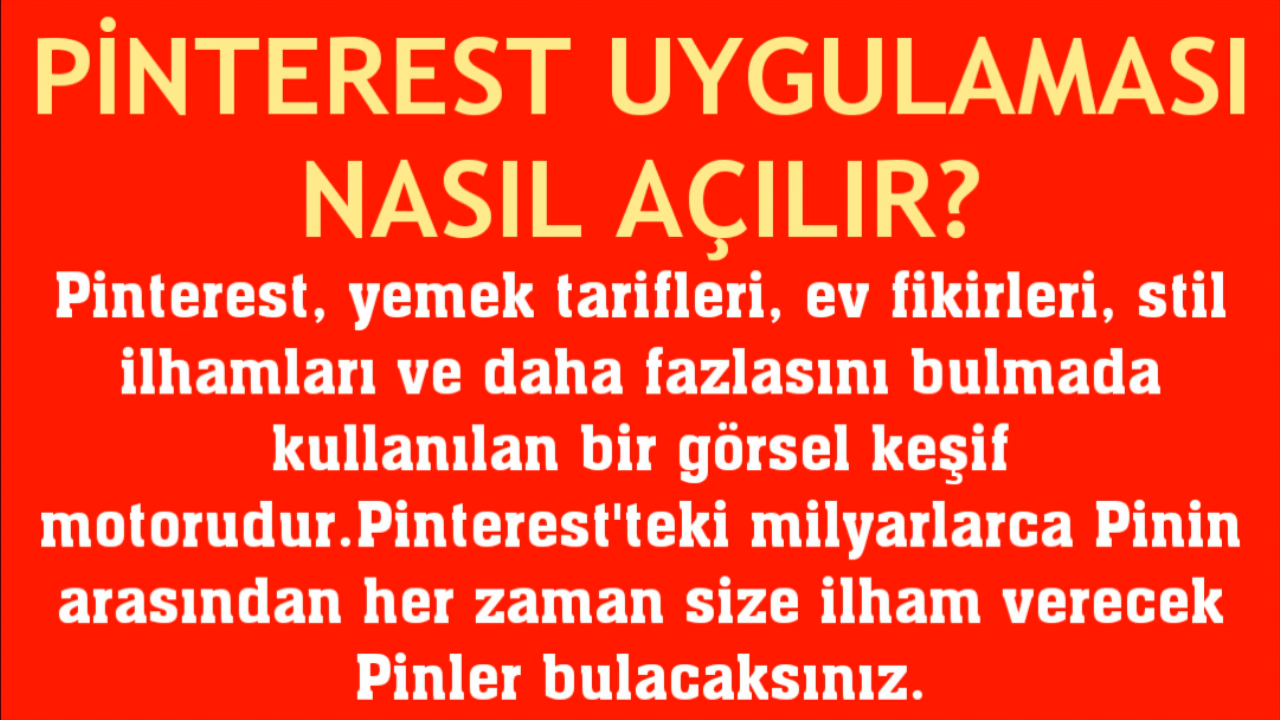 PİNTEREST UYGULAMASI
NASIL AÇILIR?
Pinterest, yemek tarifleri, ev fikirleri, stil
ilhamları ve daha fazlasını bulmada
kullanılan bir görsel keşif
motorudur.Pinterest'teki milyarlarca Pinin
arasından her zaman size ilham verecek
Pinler bulacaksınız.